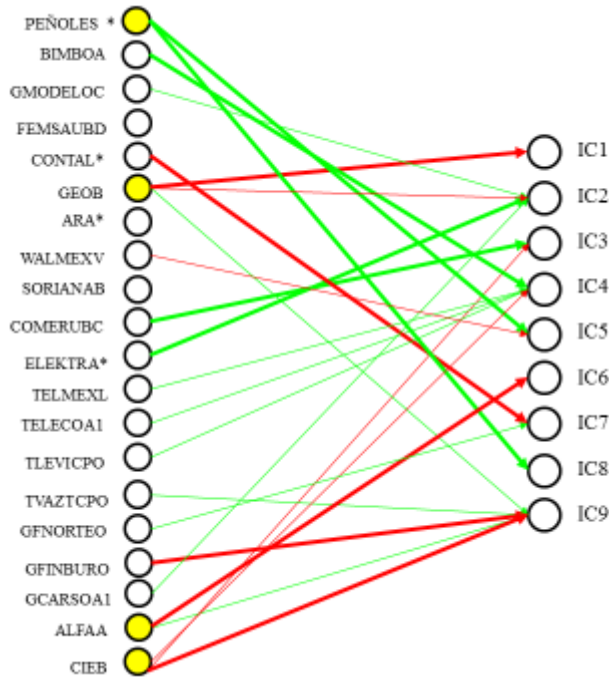 PEÑOLES *
BIMBOA
GMODELOC
FEMSAUBD
CONTAL*
GEOB
ARA*
WALMEXV
SORIANAB
COMERUBC
ELEKTRA*
TELMEXL
TELECOA1
TLEVICPO
TVAZTCPO
GFNORTEO
GFINBURO
GCARSOA1
ALFAA
CIEB
IC1
IC2
IC3
IC4
IC5
IC6
IC7
IC8
IC9